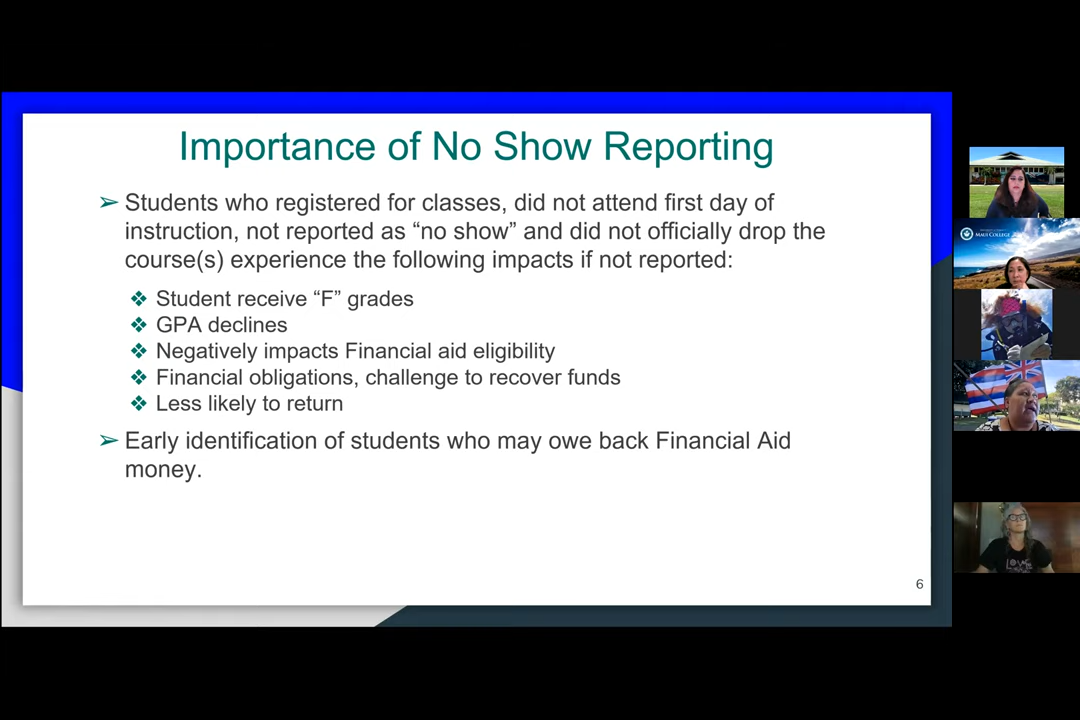 Importance of No Show Reporting
➢ Students who registered for classes, did not attend first day of
instruction, not reported as “no show” and did not officially drop the
course(s) experience the following impacts if not reported:
❖ Student receive “F” grades
❖ GPA declines
❖ Negatively impacts Financial aid eligibility
❖ Financial obligations, challenge to recover funds
❖ Less likely to return
➢ Early identification of students who may owe back Financial Aid
money.
6
MAUI COLLEGE
LOVE